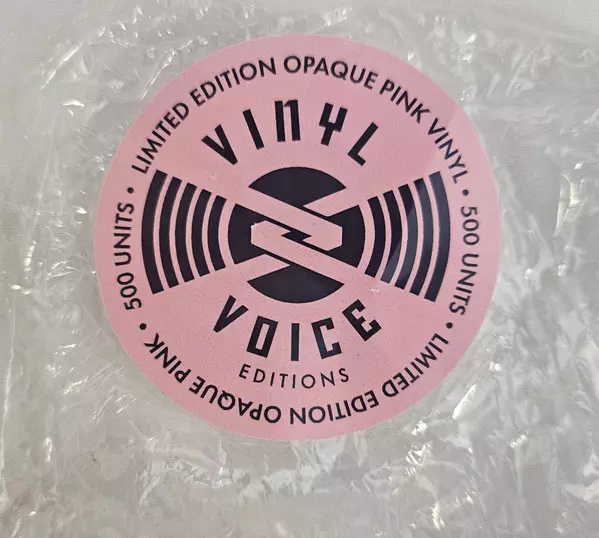 LIMITED EDITION OPAQUE PINK VINYL • 500 UNITS •
LIMITED EDITION OPAQUE PINK • 500 UNITS •
VINYL
VOICE
EDITIONS